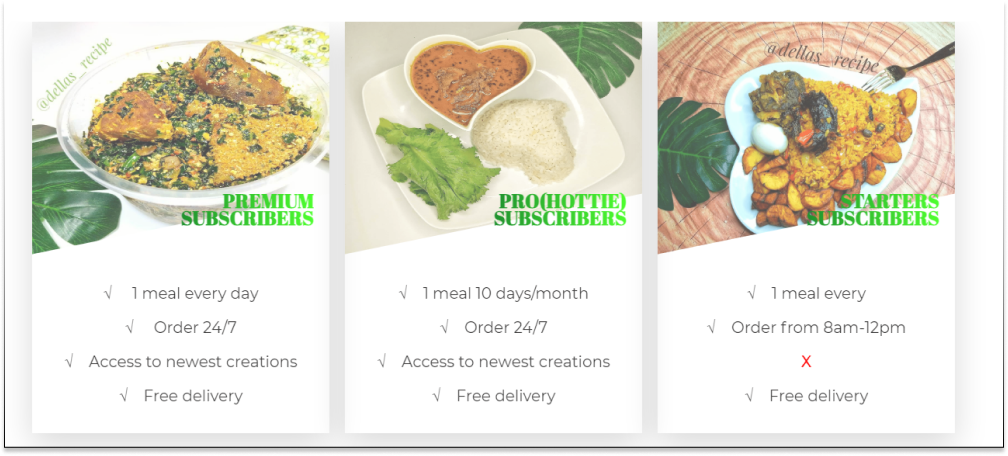 @dellas_recipe
PREMIUM
SUBSCRIBERS
√ 1 meal every day
√ Order 24/7
√ Access to newest creations
√ Free delivery
PRO(HOTTIE)
SUBSCRIBERS
√ 1 meal 10 days/month
√ Order 24/7
√ Access to newest creations
√ Free delivery
@dellas_recipe
STARTERS
SUBSCRIBERS
√ 1 meal every
√ Order from 8am-12pm
X
√ Free delivery